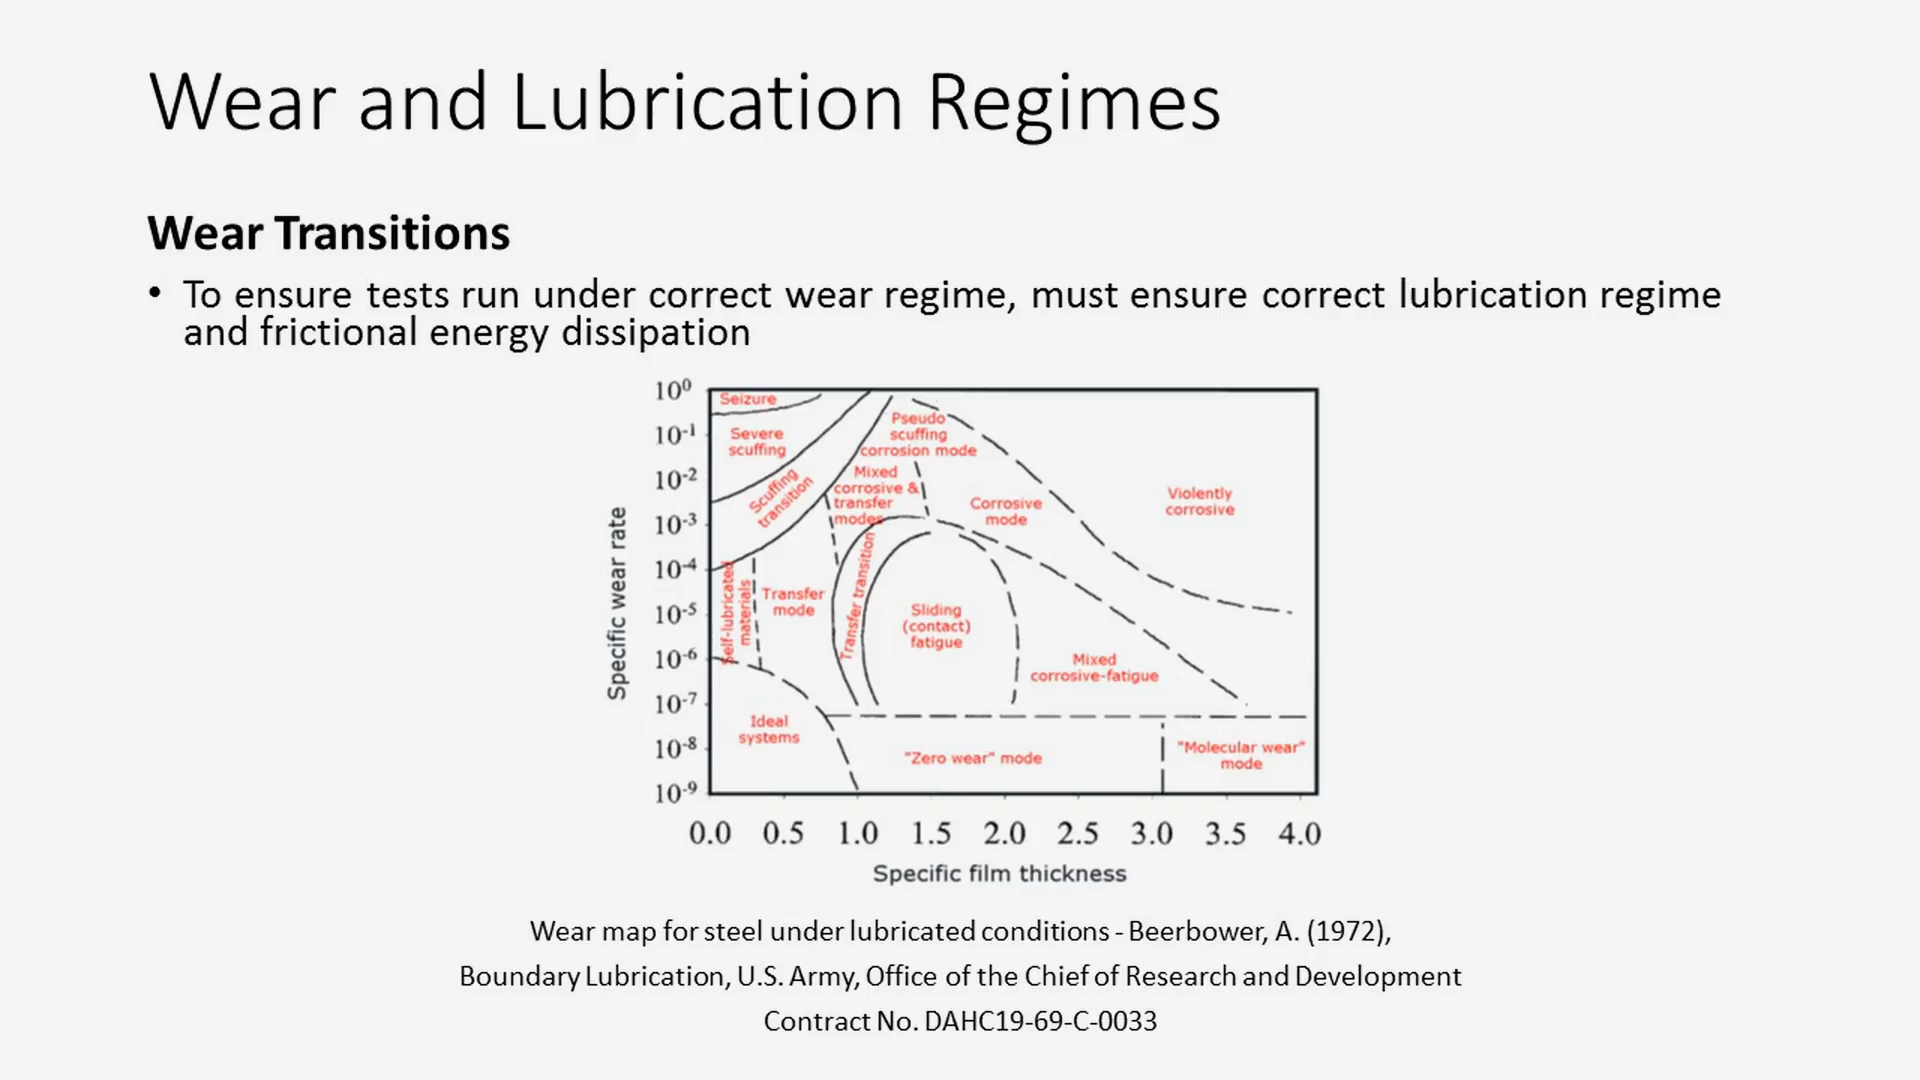 Wear and Lubrication Regimes
Wear Transitions
• To ensure tests run under correct wear regime, must ensure correct lubrication regime
and frictional energy dissipation
10⁰
10⁻¹
10⁻²
10⁻³
10⁻⁴
10⁻⁵
10⁻⁶
10⁻⁷
10⁻⁸
10⁻⁹
Specific wear rate
Seizure
Severe
scuffing
Scuffing
transition
Pseudo
scuffing
corrosion mode
Mixed
corrosive &
transfer
modes
Corrosive
mode
Violently
corrosive
Self-lubricated
materials
Transfer
mode
Transfer transition
Sliding
(contact)
fatigue
Mixed
corrosive-fatigue
Ideal
systems
"Zero wear" mode
"Molecular wear"
mode
0.0 0.5 1.0 1.5 2.0 2.5 3.0 3.5 4.0
Specific film thickness
Wear map for steel under lubricated conditions - Beerbower, A. (1972),
Boundary Lubrication, U.S. Army, Office of the Chief of Research and Development
Contract No. DAHC19-69-C-0033